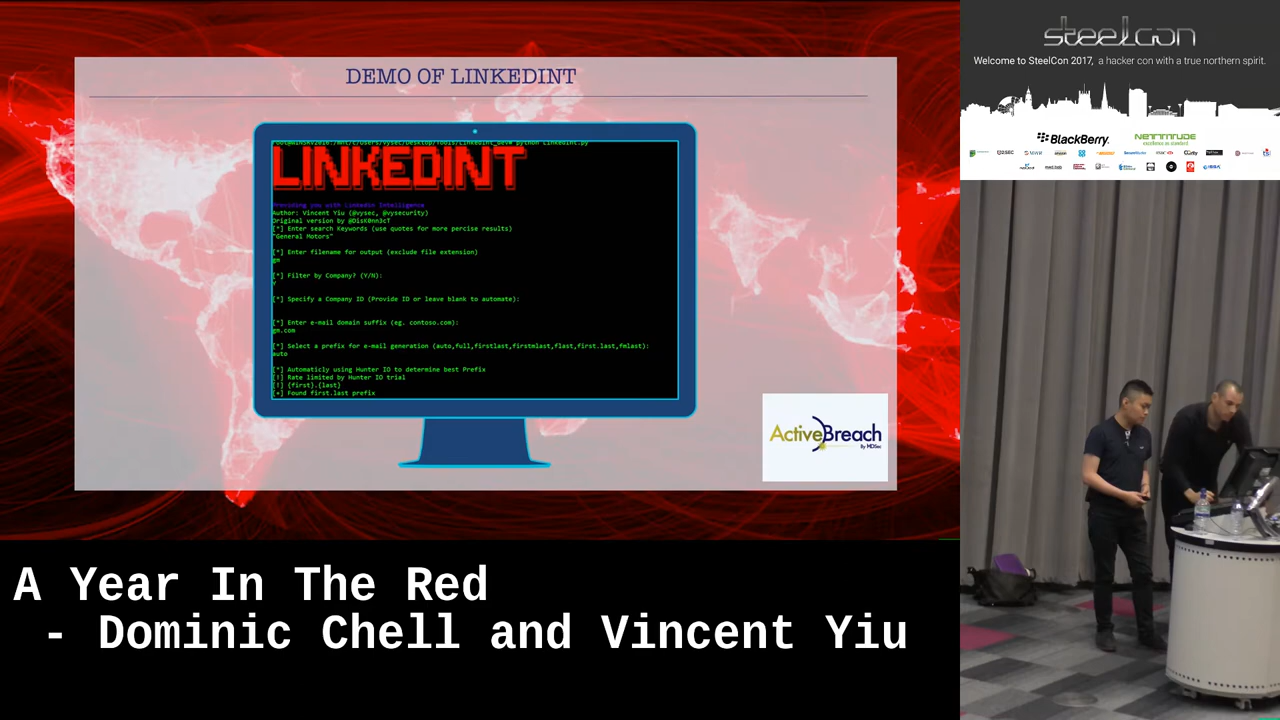 DEMO OF LINKEDINT
LINKEDINT
Providing you with Linkedin Intelligence
Author: Vincent Yiu (@vysec, @vysecurity)
Original version by @DisK0nn3cT
[*] Enter search Keywords (use quotes for more percise results)
"General Motors"
[*] Enter filename for output (exclude file extension)
gm
[*] Filter by Company? (Y/N):
Y
[*] Specify a Company ID (Provide ID or leave blank to automate):
[*] Enter e-mail domain suffix (eg. contoso.com):
gm.com
[*] Select a prefix for e-mail generation (auto,full,firstlast,firstmlast,flast,first.last,fmlast):
auto
[*] Automaticly using Hunter IO to determine best Prefix
[!] Rate limited by Hunter IO trial
[!] {first}.{last}
[+] Found first.last prefix
ActiveBreach
By MDSec
A Year In The Red
- Dominic Chell and Vincent Yiu
steelcon
Welcome to SteelCon 2017, a hacker con with a true northern spirit.
BlackBerry
NETTITUDE